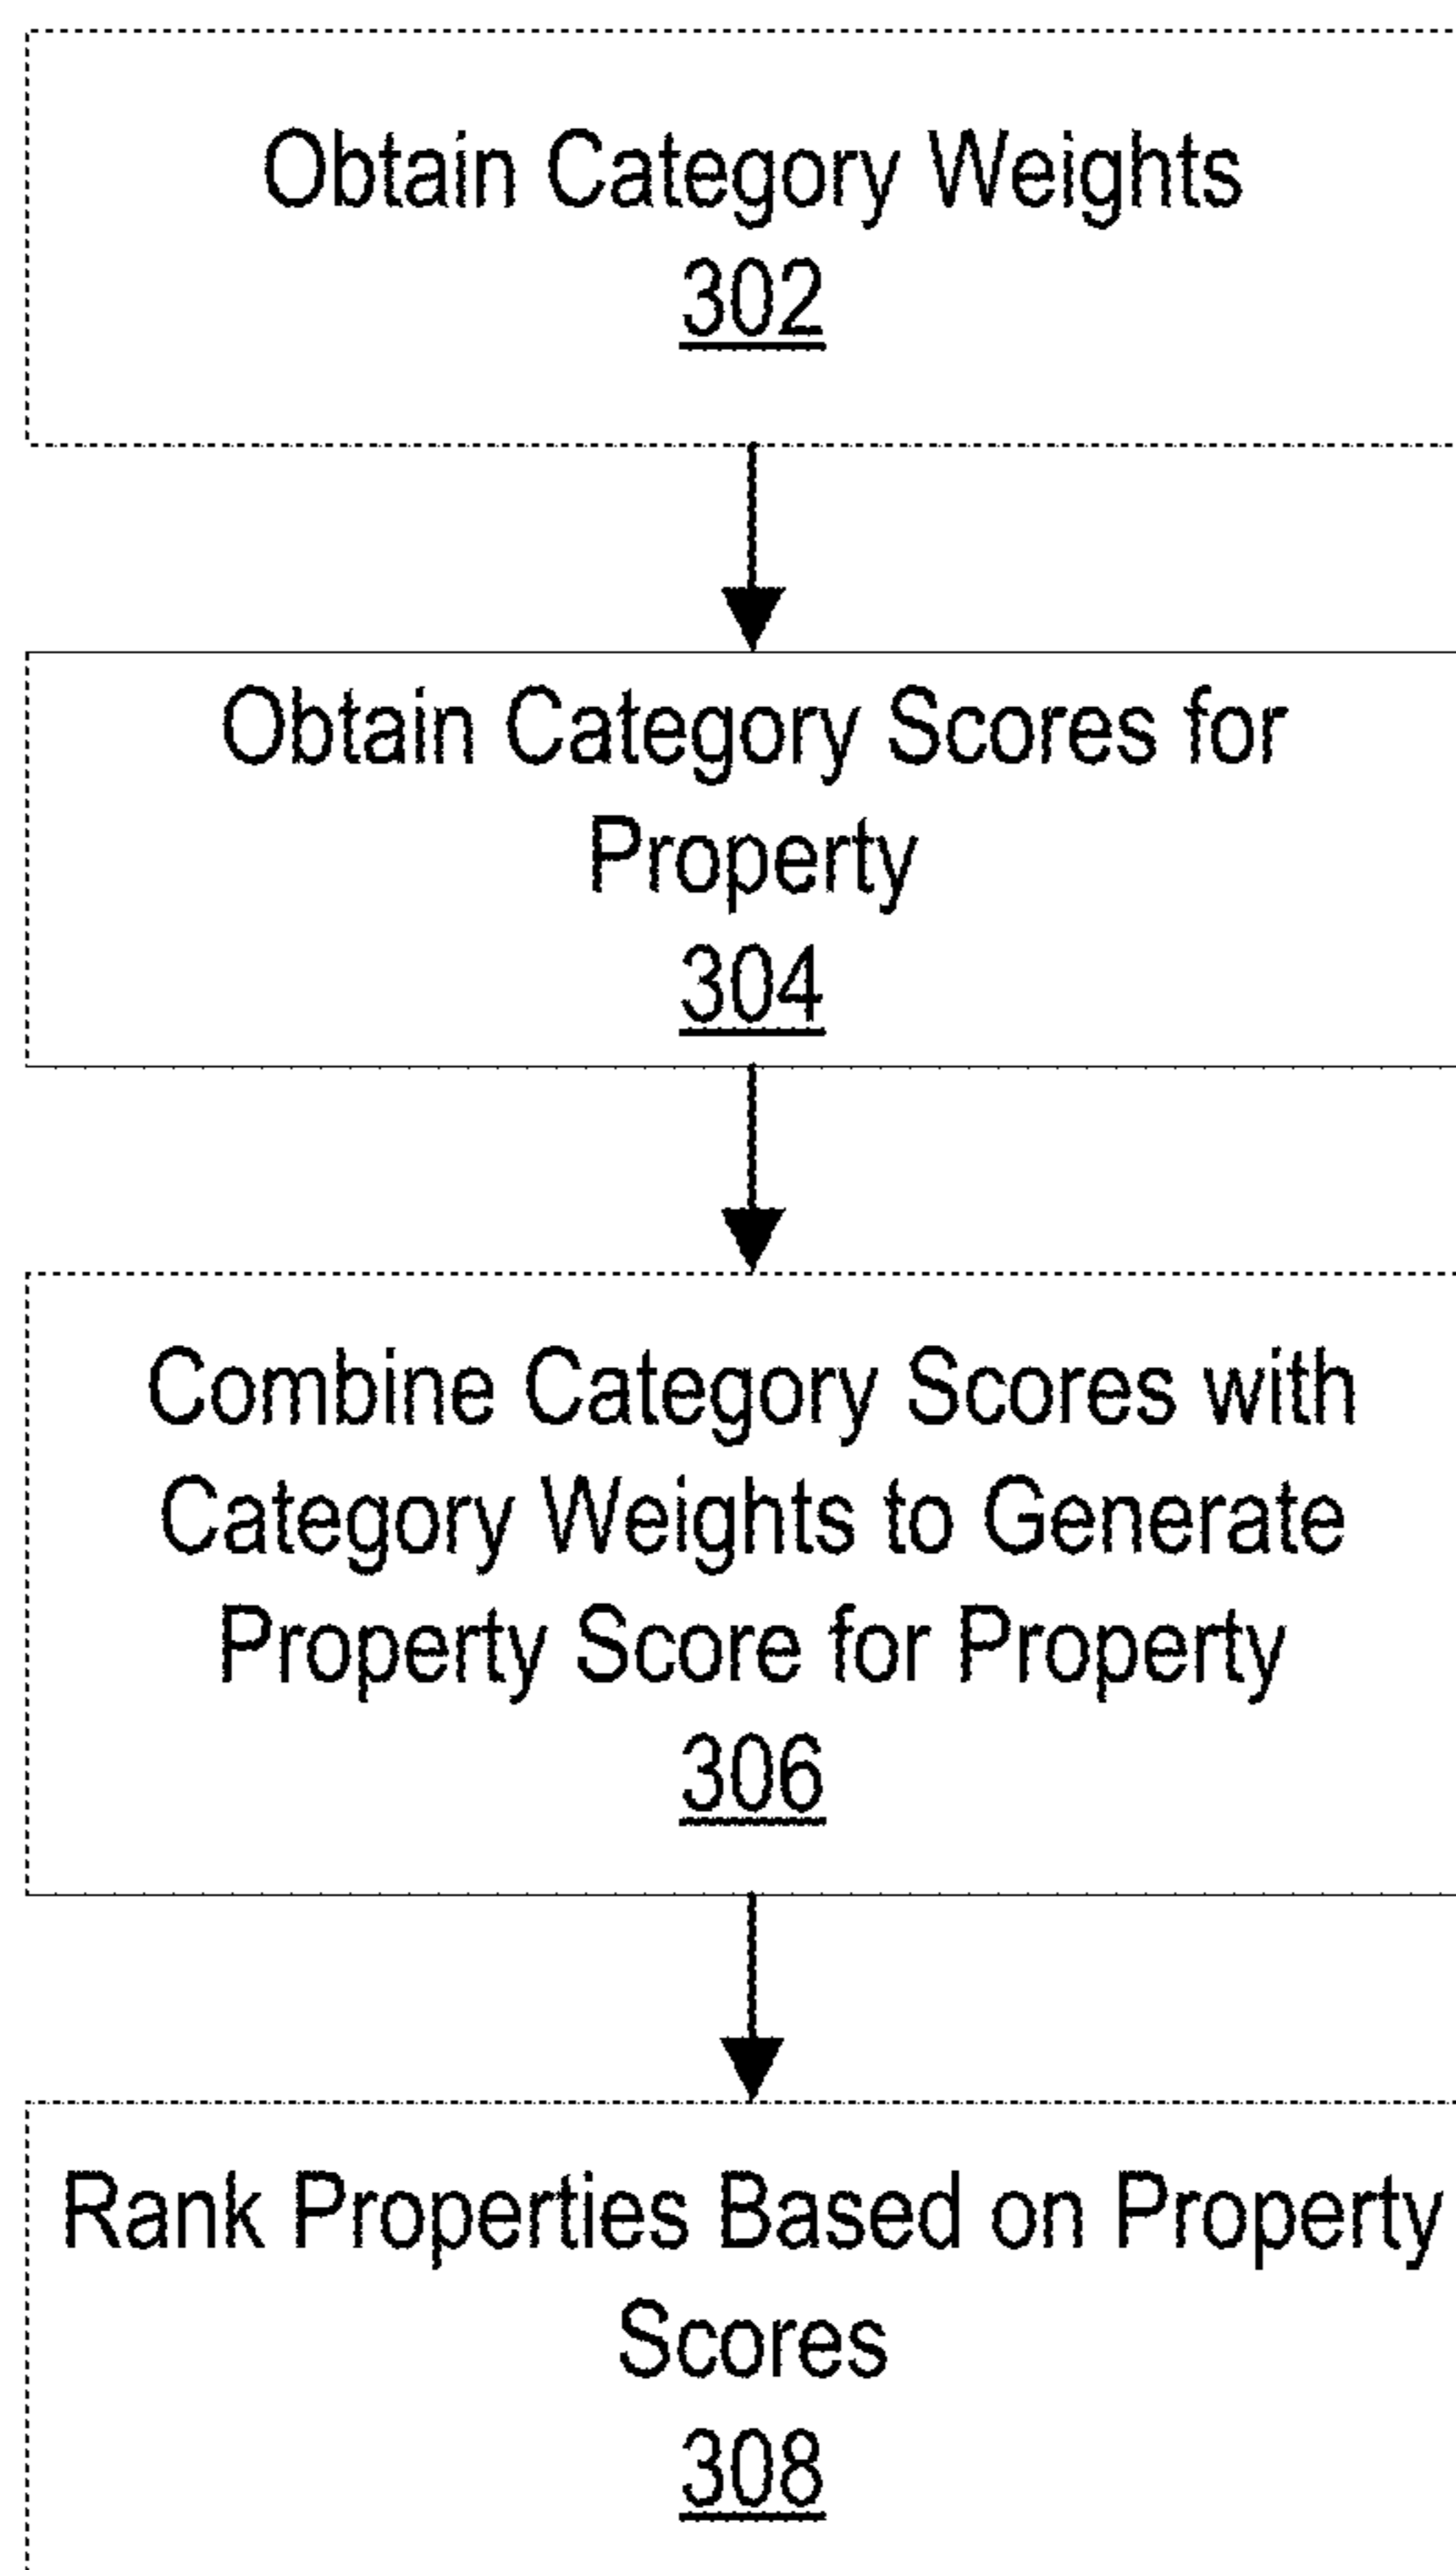 Obtain Category Weights
302
Obtain Category Scores for
Property
304
Combine Category Scores with
Category Weights to Generate
Property Score for Property
306
Rank Properties Based on Property
Scores
308